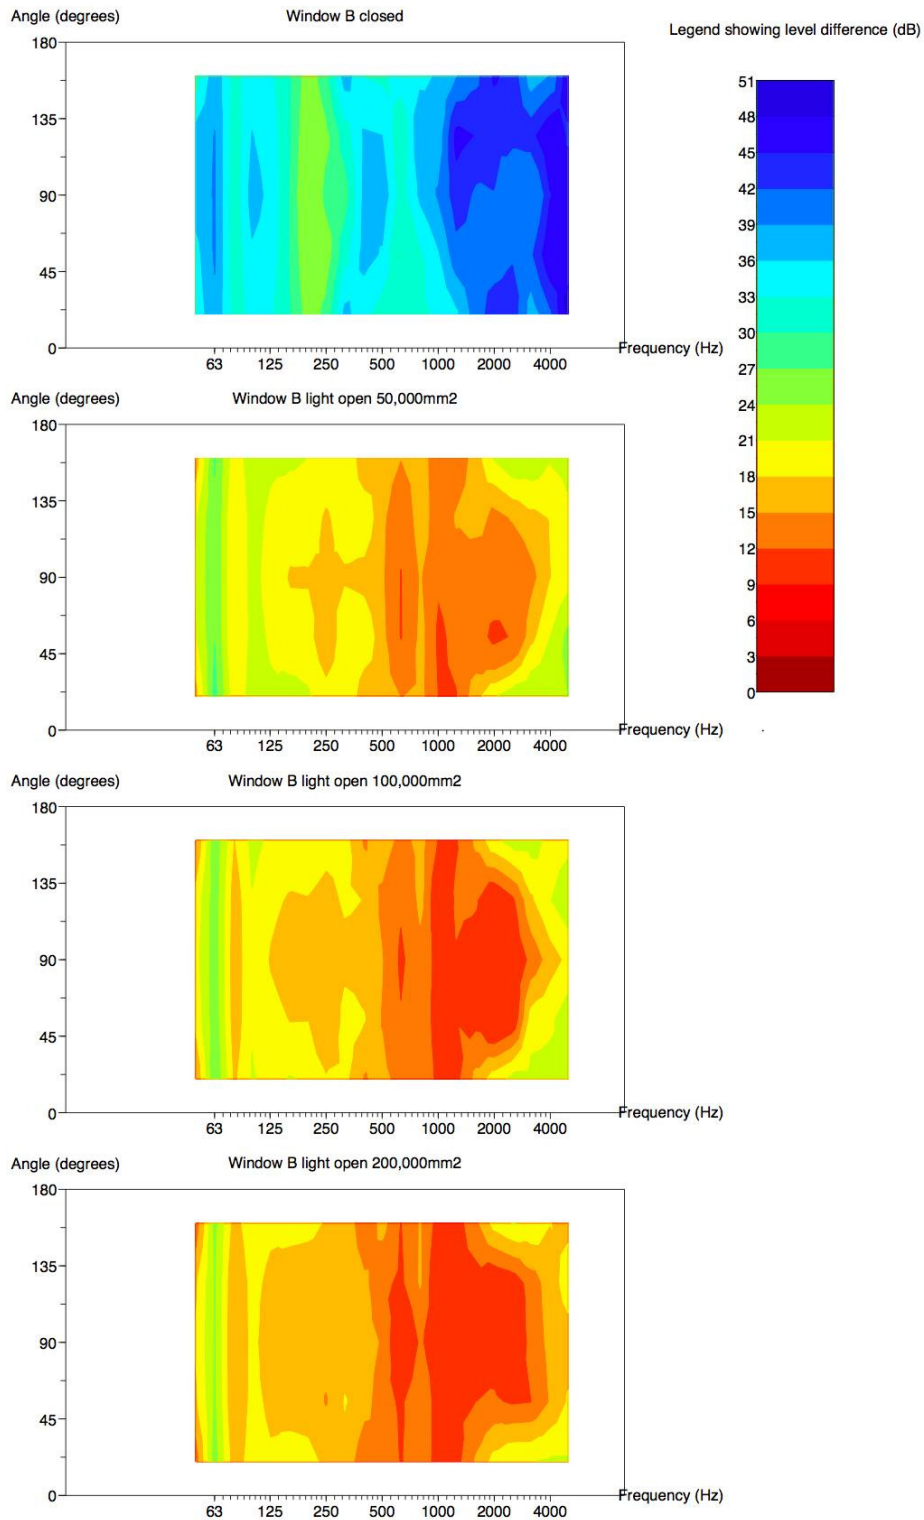 Angle (degrees)
Window B closed
Legend showing level difference (dB)
180
135
90
45
0
63 125 250 500 1000 2000 4000
Frequency (Hz)
51
48
45
42
39
36
33
30
27
24
21
18
15
12
9
6
3
0
Angle (degrees)
Window B light open 50,000mm2
180
135
90
45
0
63 125 250 500 1000 2000 4000
Frequency (Hz)
Angle (degrees)
Window B light open 100,000mm2
180
135
90
45
0
63 125 250 500 1000 2000 4000
Frequency (Hz)
Angle (degrees)
Window B light open 200,000mm2
180
135
90
45
0
63 125 250 500 1000 2000 4000
Frequency (Hz)